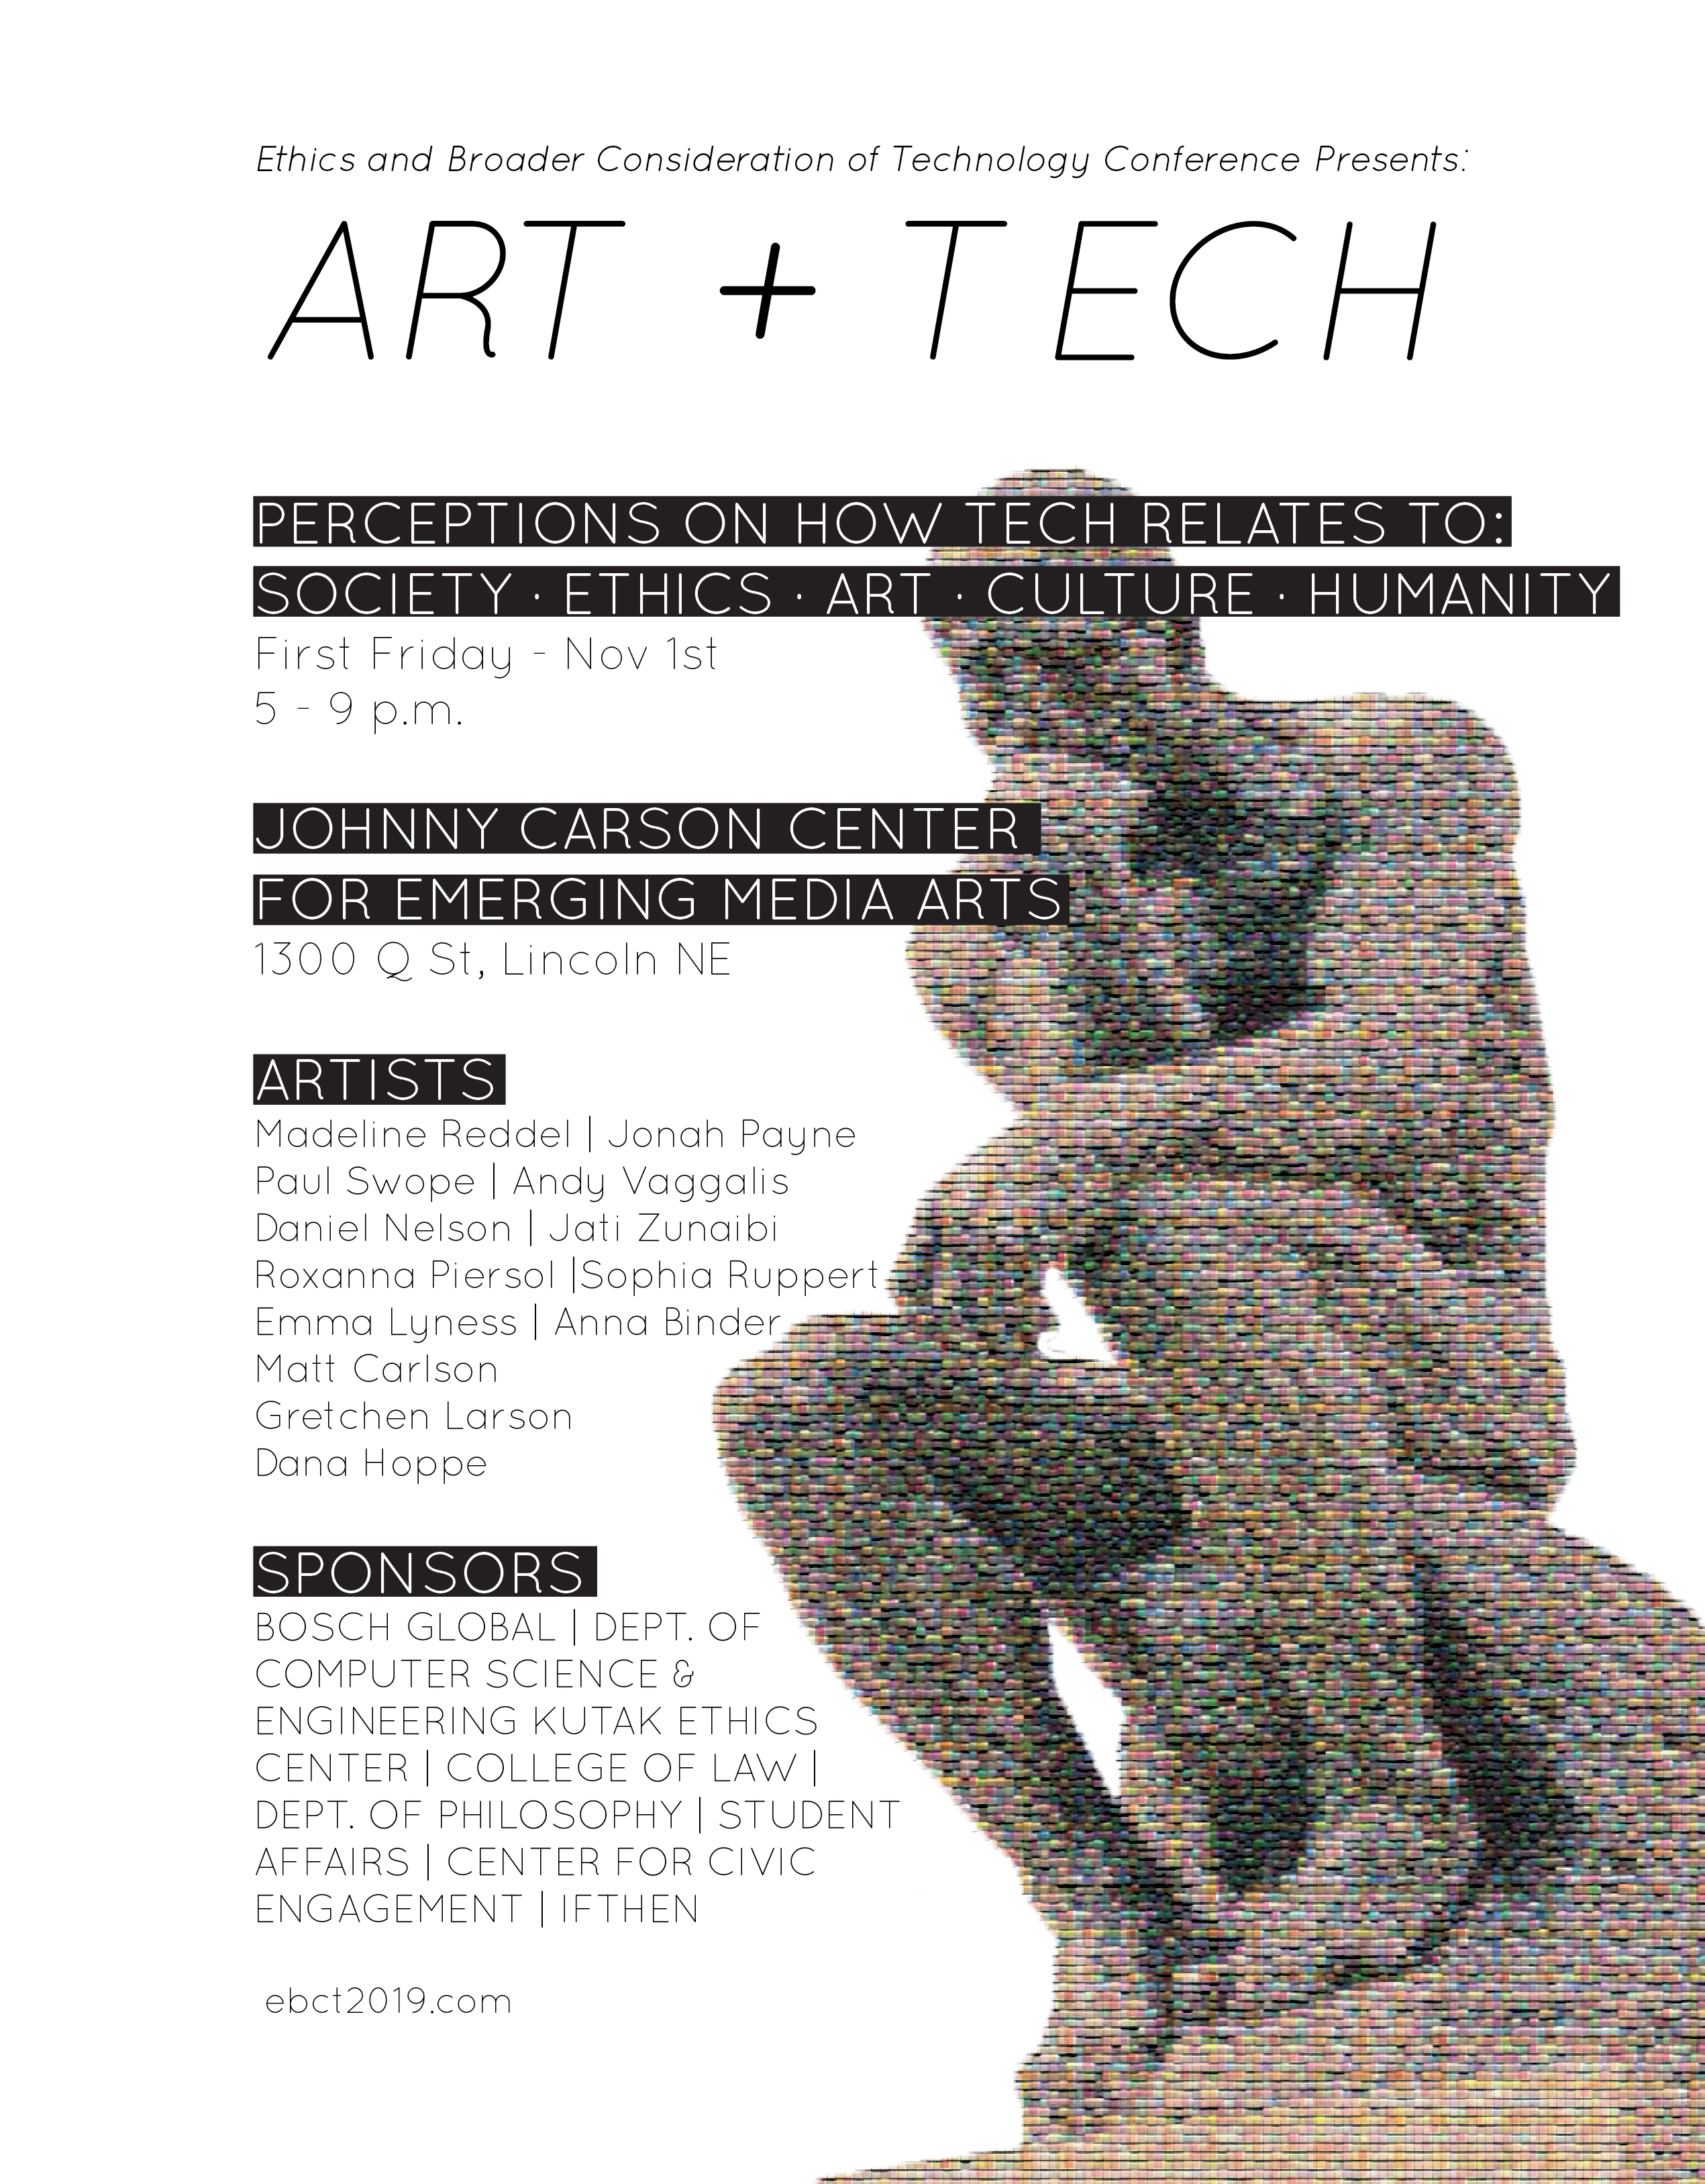 Ethics and Broader Consideration of Technology Conference Presents:
ART + TECH
PERCEPTIONS ON HOW TECH RELATES TO:
SOCIETY · ETHICS · ART · CULTURE · HUMANITY
First Friday - Nov 1st
5 - 9 p.m.
JOHNNY CARSON CENTER
FOR EMERGING MEDIA ARTS
1300 Q St, Lincoln NE
ARTISTS
Madeline Reddel | Jonah Payne
Paul Swope | Andy Vaggalis
Daniel Nelson | Jati Zunaibi
Roxanna Piersol |Sophia Ruppert
Emma Lyness | Anna Binder
Matt Carlson
Gretchen Larson
Dana Hoppe
SPONSORS
BOSCH GLOBAL | DEPT. OF
COMPUTER SCIENCE &
ENGINEERING KUTAK ETHICS
CENTER | COLLEGE OF LAW |
DEPT. OF PHILOSOPHY | STUDENT
AFFAIRS | CENTER FOR CIVIC
ENGAGEMENT | IFTHEN
ebct2019.com